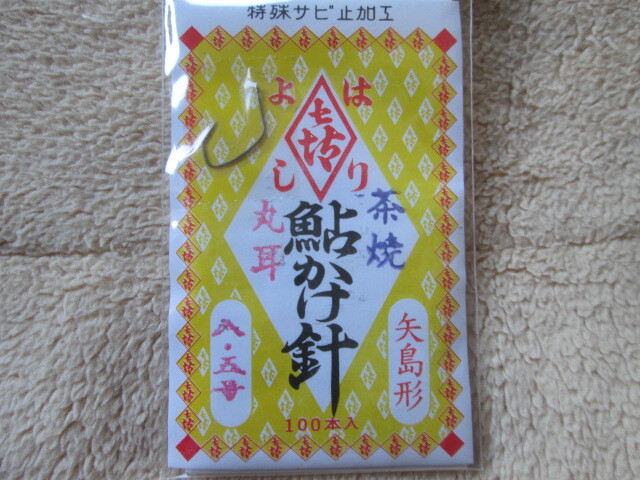 特殊サビ止加工
はり
よし
茶焼
鮎かけ針
丸耳
矢島形
八・五号
100本入